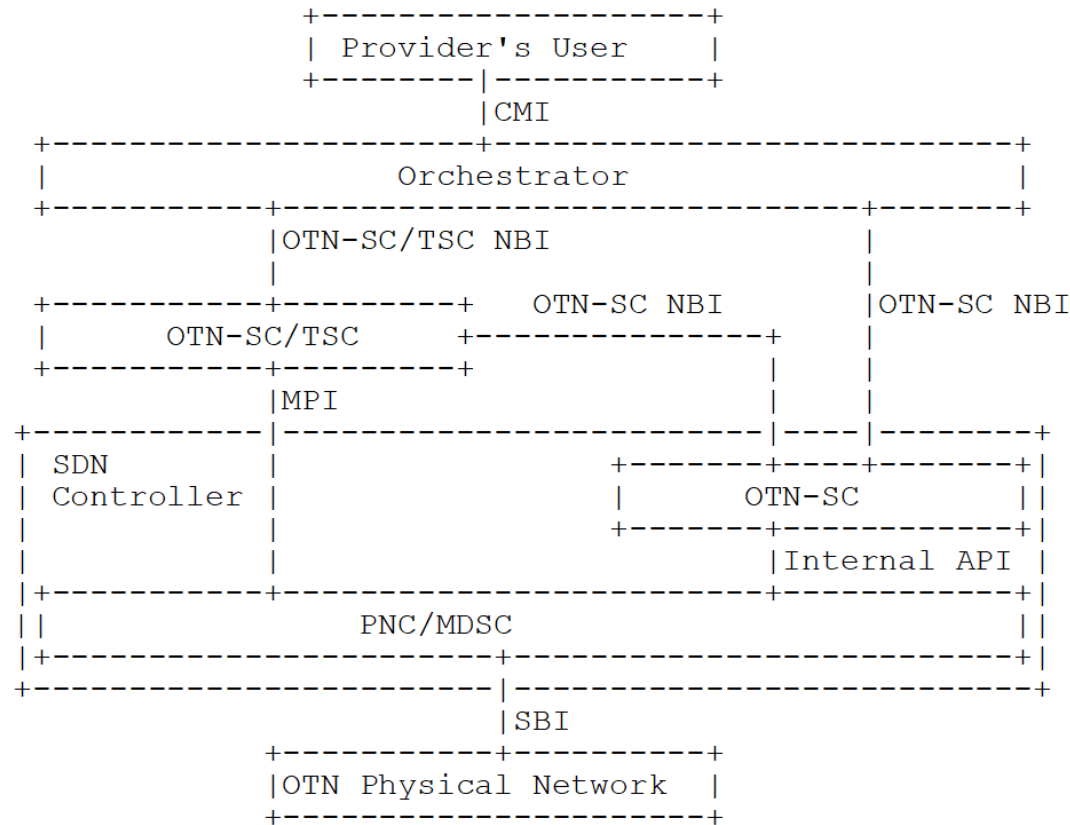 Provider's User
CMI
Orchestrator
OTN-SC/TSC NBI
OTN-SC NBI OTN-SC NBI
OTN-SC/TSC
MPI
SDN
Controller OTN-SC
Internal API
PNC/MDSC
SBI
OTN Physical Network